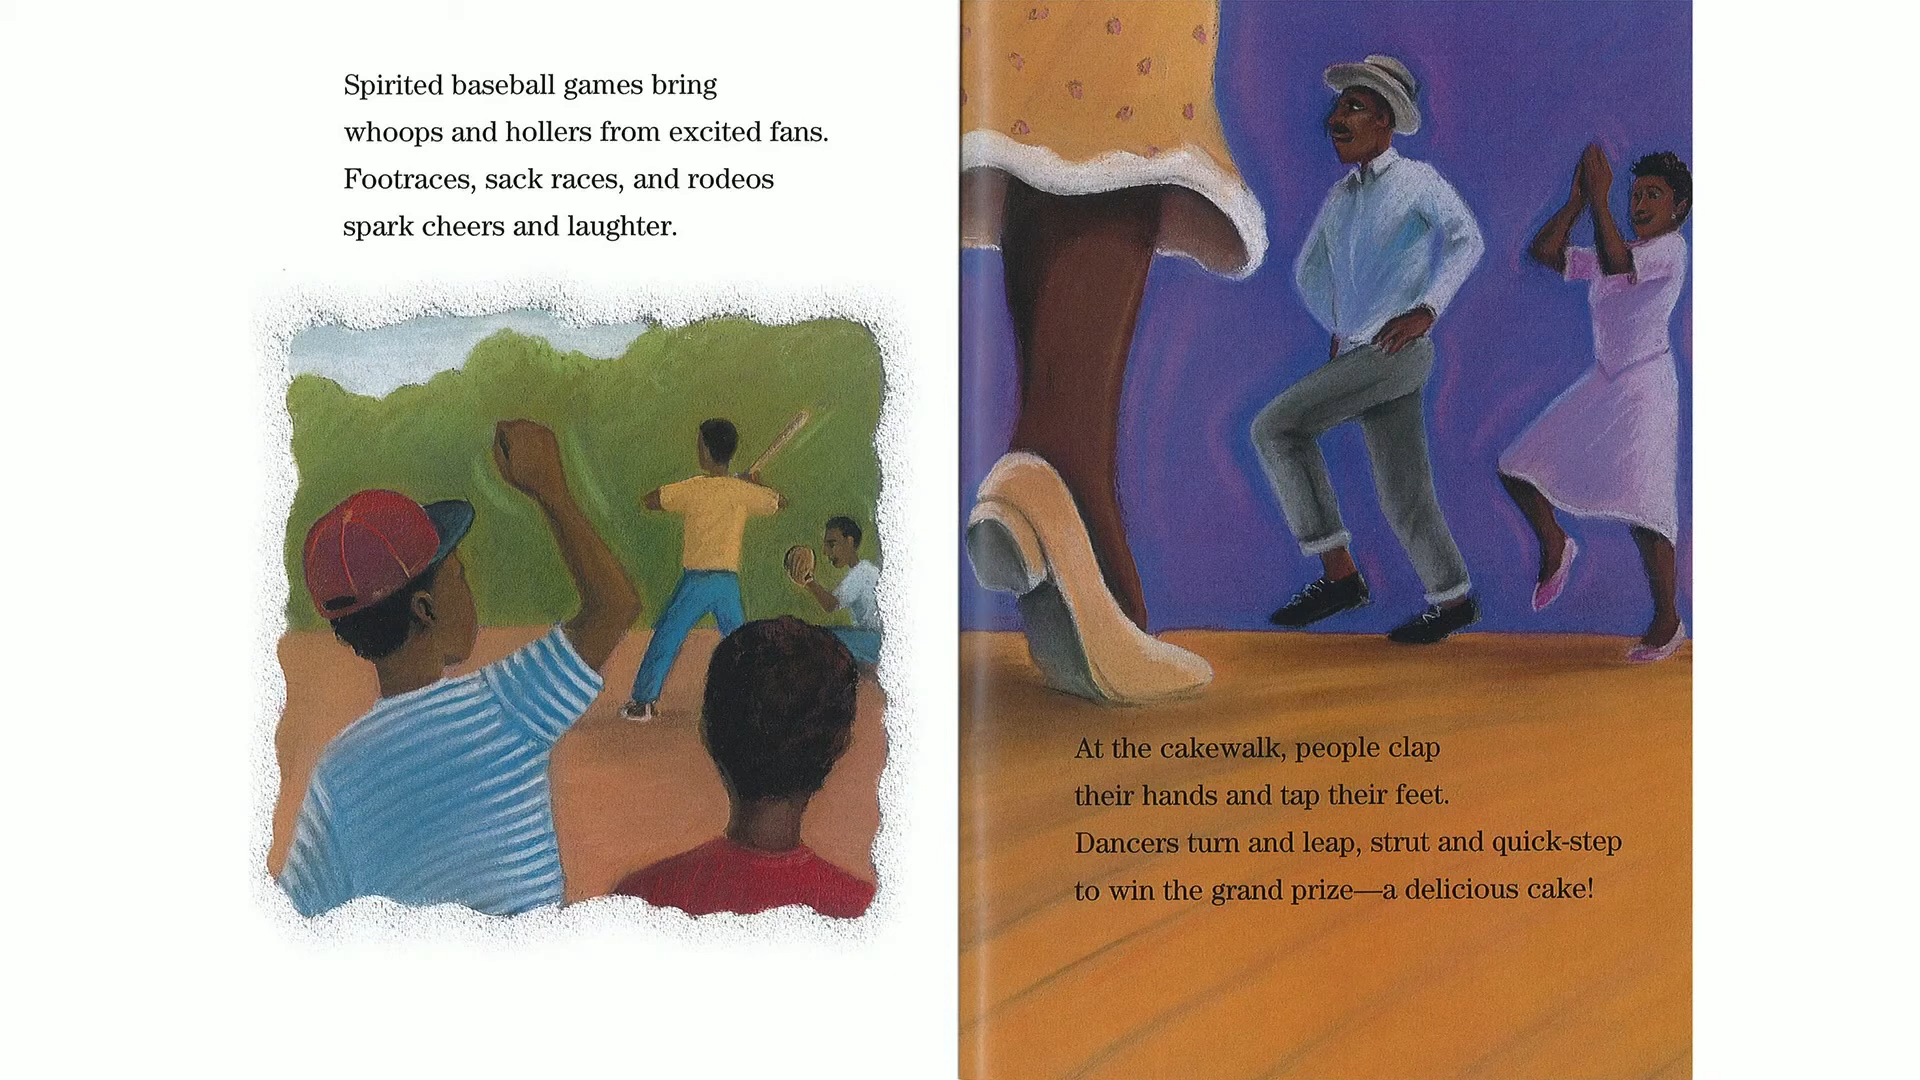 Spirited baseball games bring
whoops and hollers from excited fans.
Footraces, sack races, and rodeos
spark cheers and laughter.
At the cakewalk, people clap
their hands and tap their feet.
Dancers turn and leap, strut and quick-step
to win the grand prize—a delicious cake!